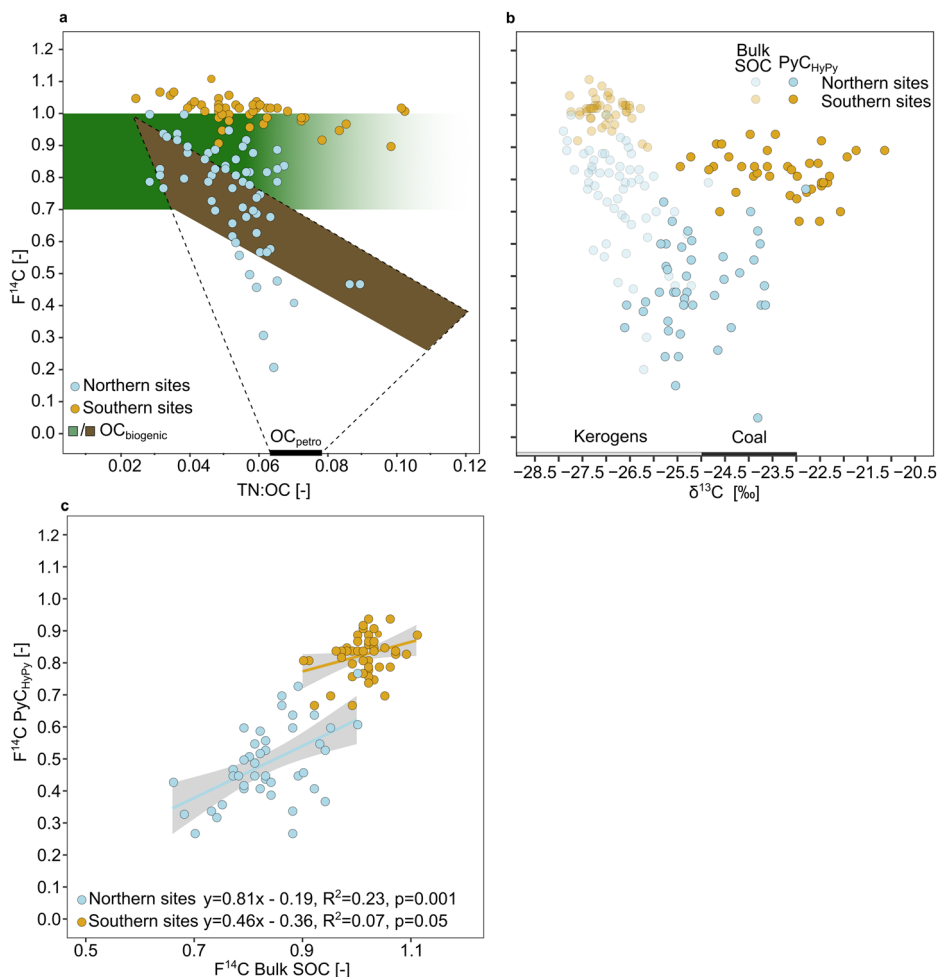 a
1.2
1.1
1.0
0.9
0.8
0.7
0.6
0.5
0.4
0.3
0.2
0.1
0.0
F14C [-]
Northern sites
Southern sites
/ OCbiogenic
OCpetro
0.02 0.04 0.06 0.08 0.10 0.12
TN:OC [-]
b
Bulk SOC PyCHyPy
Northern sites
Southern sites
Kerogens Coal
−28.5 −27.5 −26.5 −25.5 −24.5 −23.5 −22.5 −21.5 −20.5
δ13C [‰]
c
1.2
1.1
1.0
0.9
0.8
0.7
0.6
0.5
0.4
0.3
0.2
0.1
0.0
F14C PyCHyPy [-]
Northern sites y=0.81x - 0.19, R2=0.23, p=0.001
Southern sites y=0.46x - 0.36, R2=0.07, p=0.05
0.5 0.7 0.9 1.1
F14C Bulk SOC [-]